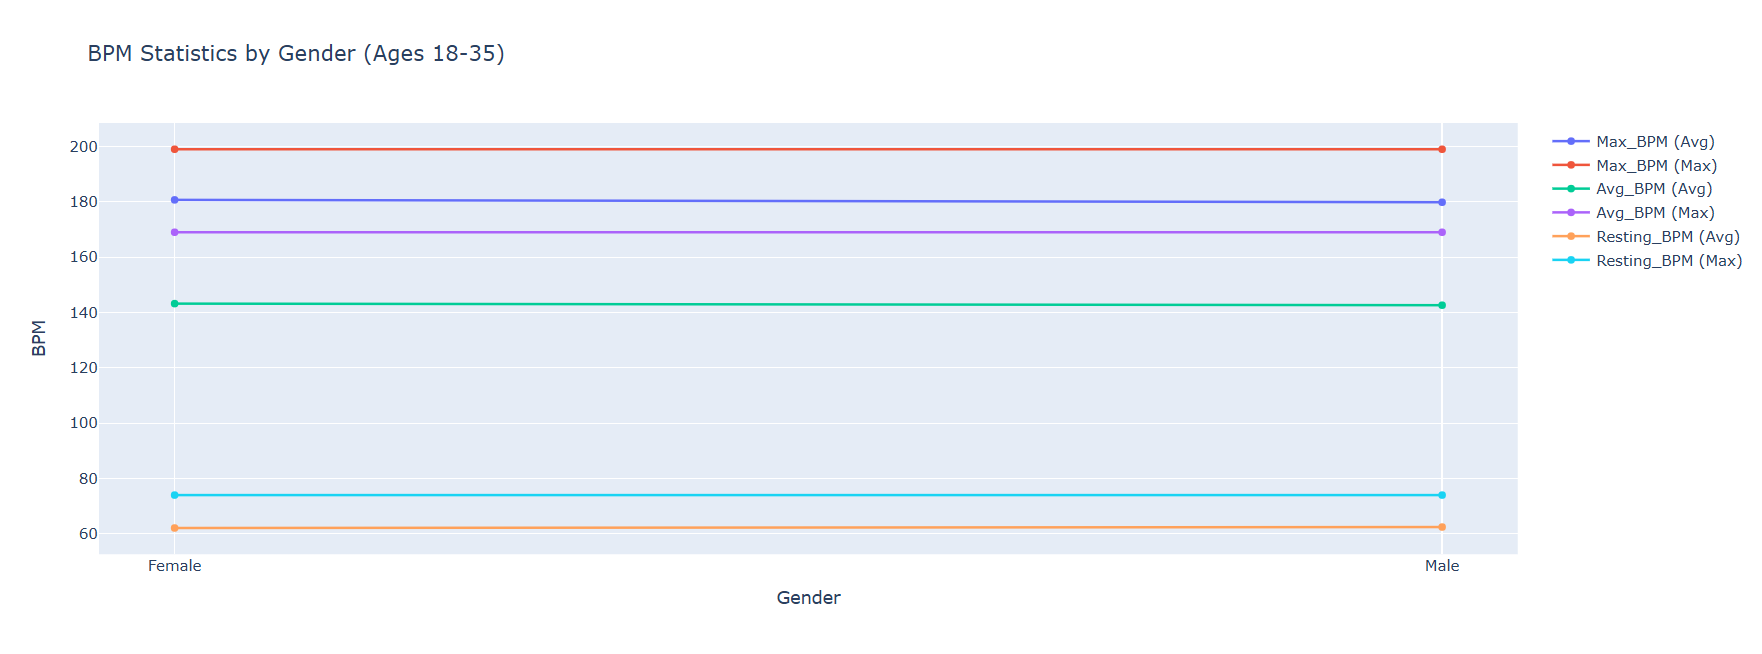 BPM Statistics by Gender (Ages 18-35)
200
180
160
140
120
100
80
60
BPM
Female
Male
Gender
Max_BPM (Avg)
Max_BPM (Max)
Avg_BPM (Avg)
Avg_BPM (Max)
Resting_BPM (Avg)
Resting_BPM (Max)